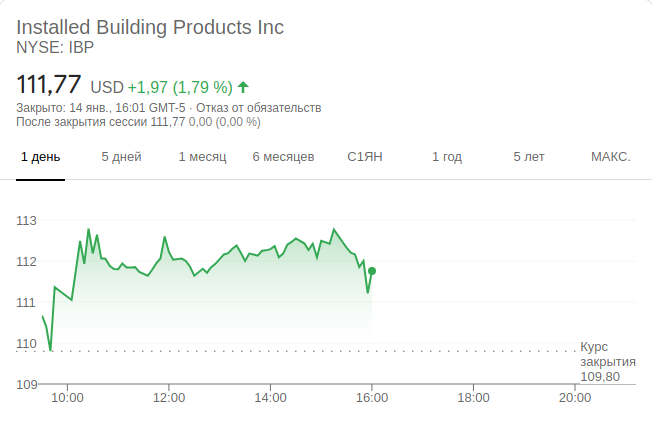 Installed Building Products Inc
NYSE: IBP
111,77 USD +1,97 (1,79 %)
Закрыто: 14 янв., 16:01 GMT-5 · Отказ от обязательств
После закрытия сессии 111,77 0,00 (0,00 %)
1 день 5 дней 1 месяц 6 месяцев С1ЯН 1 год 5 лет МАКС.
113
112
111
110
Курс
закрытия
109,80
109
10:00 12:00 14:00 16:00 18:00 20:00